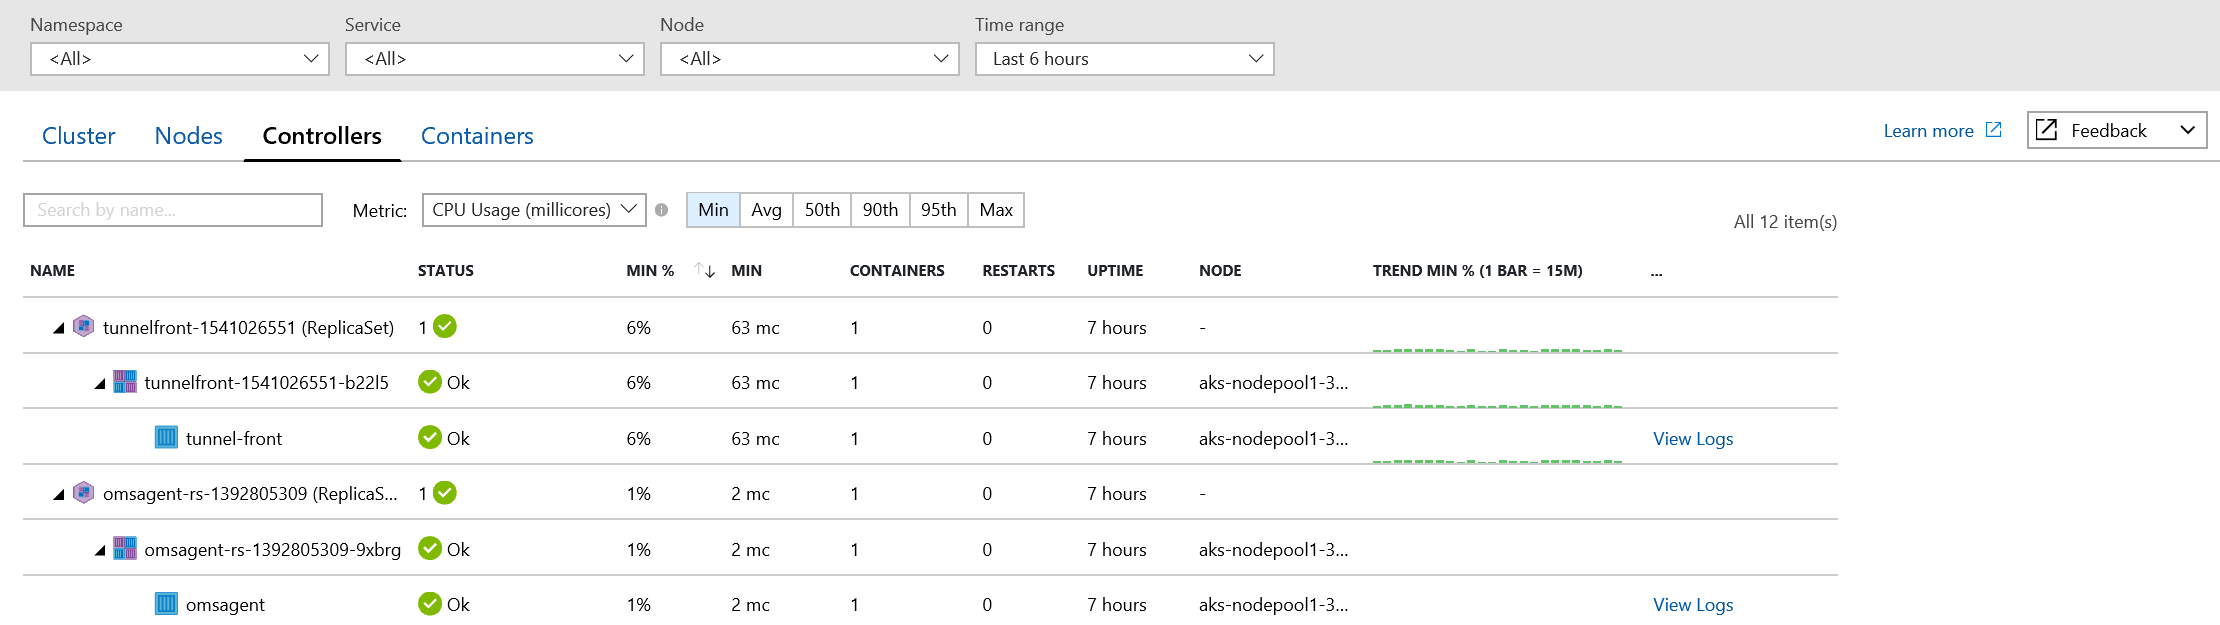 Namespace Service Node Time range
<All> <All> <All> Last 6 hours
Cluster Nodes Controllers Containers Learn more Feedback
Search by name... Metric: CPU Usage (millicores) Min Avg 50th 90th 95th Max
All 12 item(s)
NAME STATUS MIN % MIN CONTAINERS RESTARTS UPTIME NODE TREND MIN % (1 BAR = 15M) ...
tunnelfront-1541026551 (ReplicaSet) 1 6% 63 mc 1 0 7 hours -
tunnelfront-1541026551-b22l5 Ok 6% 63 mc 1 0 7 hours aks-nodepool1-3...
tunnel-front Ok 6% 63 mc 1 0 7 hours aks-nodepool1-3... View Logs
omsagent-rs-1392805309 (ReplicaS... 1 1% 2 mc 1 0 7 hours -
omsagent-rs-1392805309-9xbrg Ok 1% 2 mc 1 0 7 hours aks-nodepool1-3...
omsagent Ok 1% 2 mc 1 0 7 hours aks-nodepool1-3... View Logs